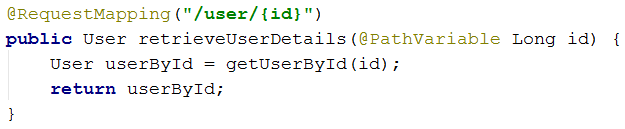 @RequestMapping("/user/{id}")
public User retrieveUserDetails(@PathVariable Long id) {
    User userById = getUserById(id);
    return userById;
}